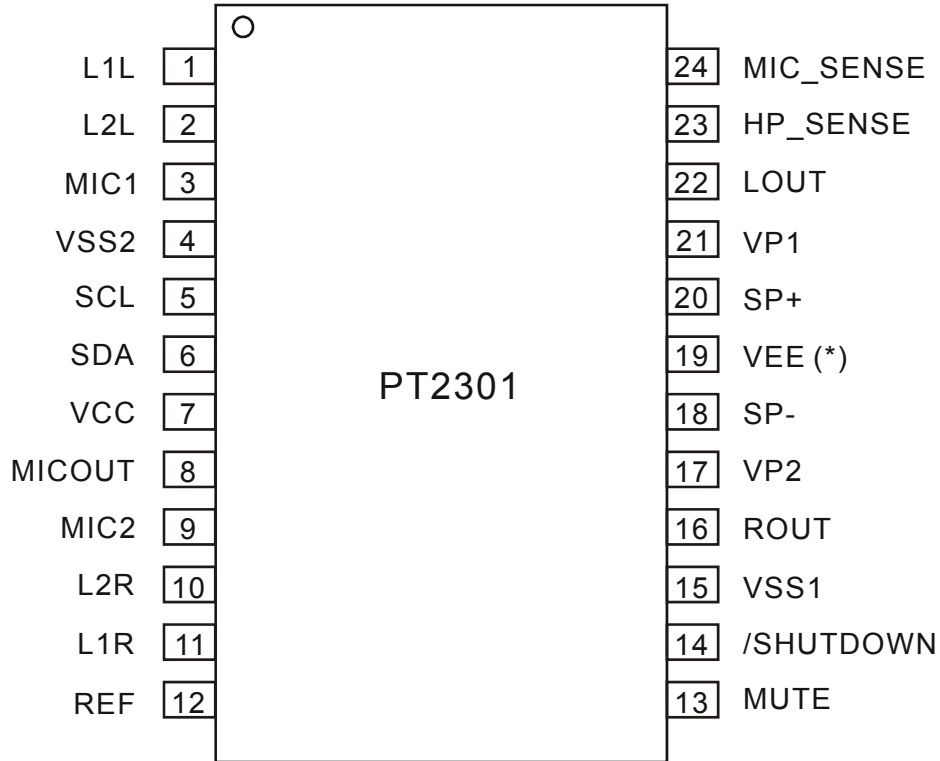 L1L 1 24 MIC_SENSE
L2L 2 23 HP_SENSE
MIC1 3 22 LOUT
VSS2 4 21 VP1
SCL 5 20 SP+
SDA 6 19 VEE (*)
PT2301
VCC 7 18 SP-
MICOUT 8 17 VP2
MIC2 9 16 ROUT
L2R 10 15 VSS1
L1R 11 14 /SHUTDOWN
REF 12 13 MUTE